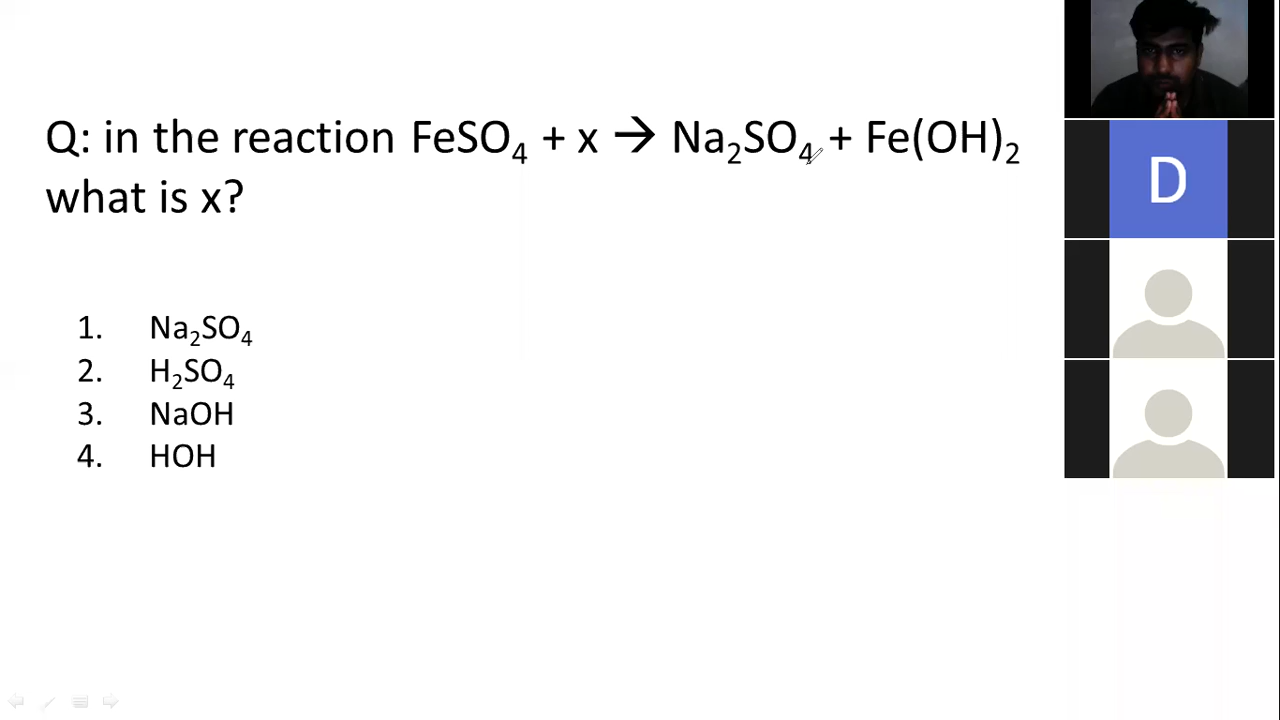 Q: in the reaction FeSO₄ + x → Na₂SO₄ + Fe(OH)₂
what is x?
1. Na₂SO₄
2. H₂SO₄
3. NaOH
4. HOH
D